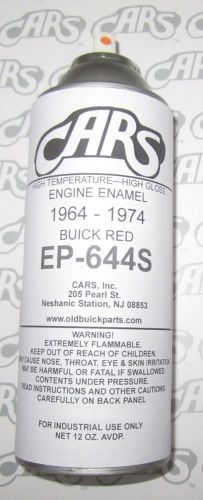 CARS
HIGH TEMPERATURE—HIGH GLOSS
ENGINE ENAMEL
1964 - 1974
BUICK RED
EP-644S
CARS, Inc.
205 Pearl St.
Neshanic Station, NJ 08853
www.oldbuickparts.com
WARNING!
EXTREMELY FLAMMABLE.
KEEP OUT OF REACH OF CHILDREN.
MAY CAUSE NOSE, THROAT, EYE & SKIN IRRITATION
MAY BE HARMFUL OR FATAL IF SWALLOWED
CONTENTS UNDER PRESSURE.
READ INSTRUCTIONS AND OTHER CAUTIONS
CAREFULLY ON BACK PANEL
FOR INDUSTRIAL USE ONLY
NET 12 OZ. AVDP.